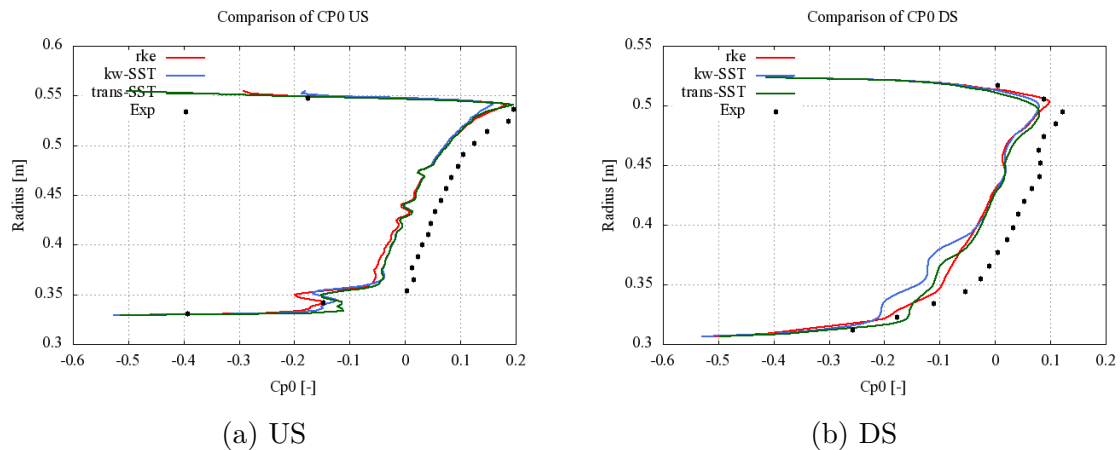 Comparison of CP0 US
0.6
0.55
0.5
0.45
0.4
0.35
0.3
Radius [m]
rke
kw-SST
trans-SST
Exp
-0.6 -0.5 -0.4 -0.3 -0.2 -0.1 0 0.1 0.2
Cp0 [-]
(a) US
Comparison of CP0 DS
0.55
0.5
0.45
0.4
0.35
0.3
Radius [m]
rke
kw-SST
trans-SST
Exp
-0.6 -0.5 -0.4 -0.3 -0.2 -0.1 0 0.1 0.2
Cp0 [-]
(b) DS